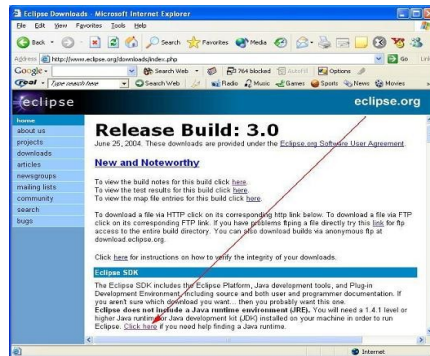 Eclipse Downloads - Microsoft Internet Explorer
File Edit View Favorites Tools Help
Back Search Favorites Media
Address http://www.eclipse.org/downloads/index.php Go Links
Google Search Web 764 blocked AutoFill Options
Type search here Search Web Radio Music Games Sports News Movies
eclipse eclipse.org
home
about us
projects
downloads
articles
newsgroups
mailing lists
community
search
bugs
Release Build: 3.0
June 25, 2004. These downloads are provided under the Eclipse.org Software User Agreement.
New and Noteworthy
To view the build notes for this build click here.
To view the test results for this build click here.
To view the map file entries for this build click here.
To download a file via HTTP click on its corresponding http link below. To download a file via FTP
click on its corresponding FTP link. If you have problems ftping a file directly try this link for ftp
access to the entire build directory. You can also download builds via anonymous ftp at
download.eclipse.org.
Click here for instructions on how to verify the integrity of your downloads.
Eclipse SDK
The Eclipse SDK includes the Eclipse Platform, Java development tools, and Plug-in
Development Environment, including source and both user and programmer documentation. If
you aren't sure which download you want... then you probably want this one.
Eclipse does not include a Java runtime environment (JRE). You will need a 1.4.1 level or
higher Java runtime or Java development kit (JDK) installed on your machine in order to run
Eclipse. Click here if you need help finding a Java runtime.
Internet